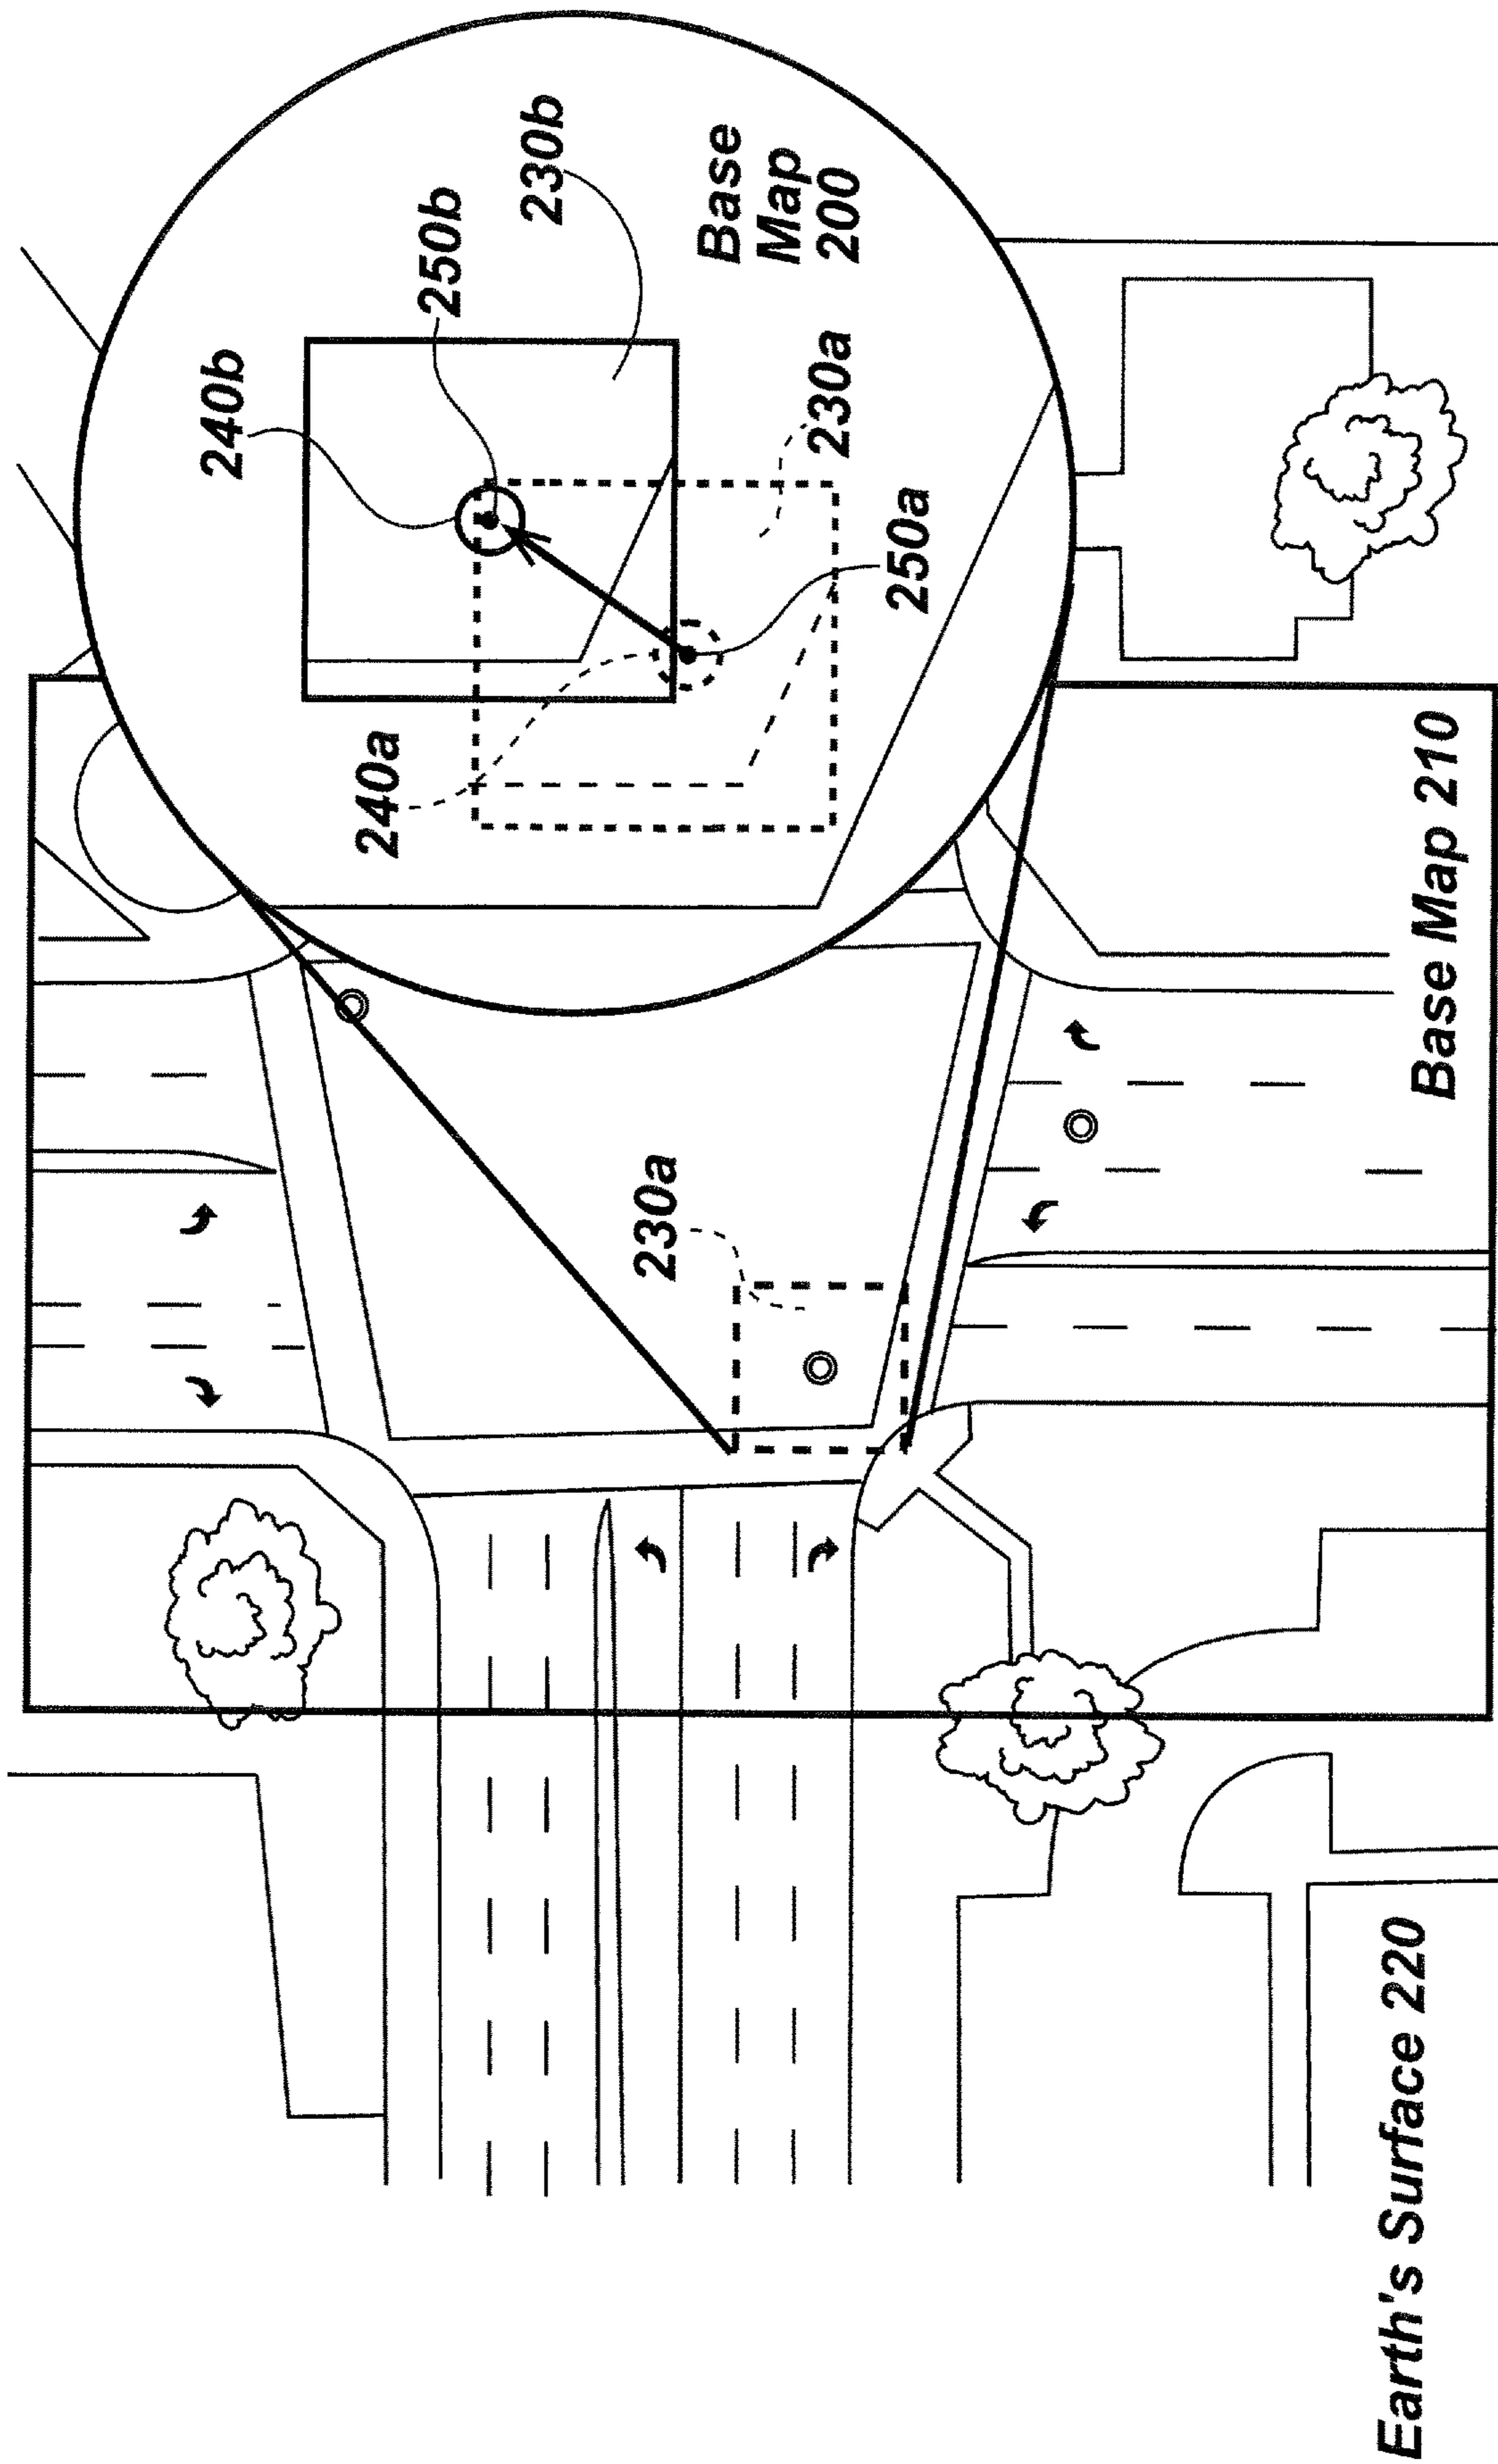 240b
250b
230b
Base
Map
200
240a
230a
250a
230a
Base Map 210
Earth's Surface 220